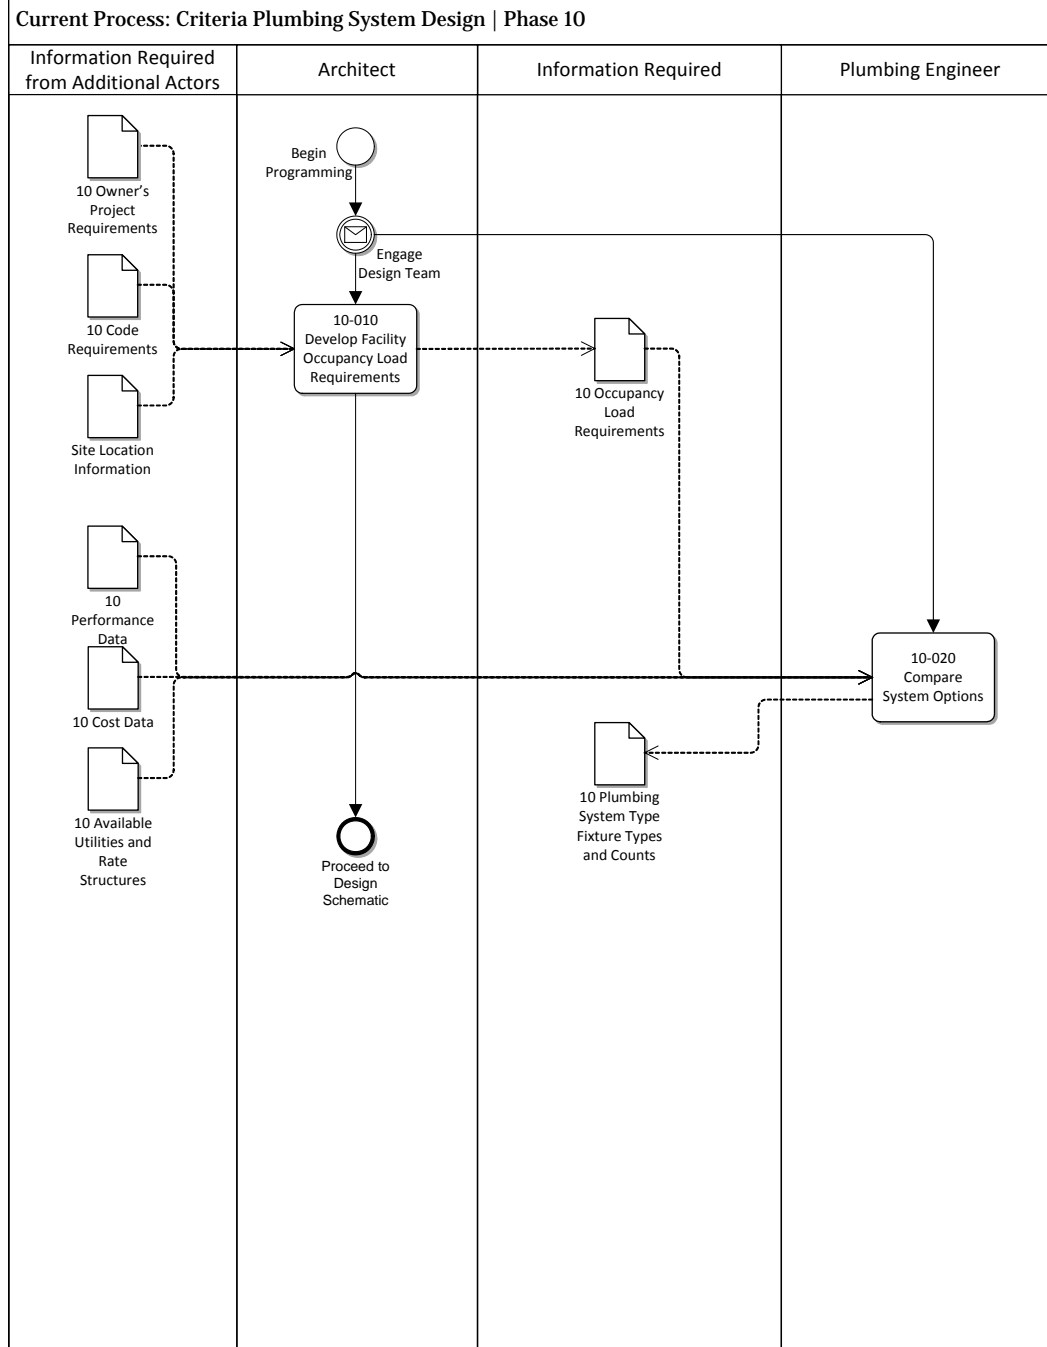 Current Process: Criteria Plumbing System Design | Phase 10
Information Required
from Additional Actors
Architect
Information Required
Plumbing Engineer
10 Owner's
Project
Requirements
Begin
Programming
Engage
Design Team
10 Code
Requirements
10-010
Develop Facility
Occupancy Load
Requirements
10 Occupancy
Load
Requirements
Site Location
Information
10
Performance
Data
10-020
Compare
System Options
10 Cost Data
10 Plumbing
System Type
Fixture Types
and Counts
10 Available
Utilities and
Rate
Structures
Proceed to
Design
Schematic